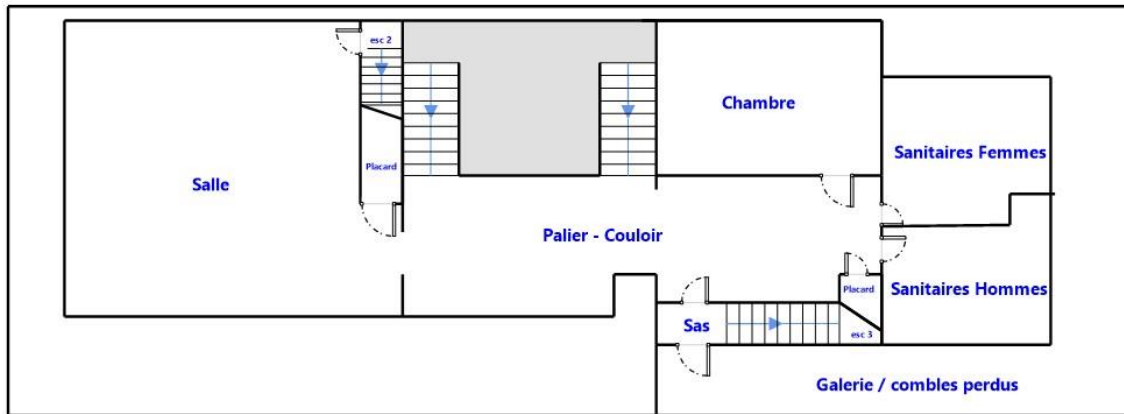 esc 2
Chambre
Sanitaires Femmes
Placard
Salle
Palier - Couloir
Placard
Sanitaires Hommes
Sas
esc 3
Galerie / combles perdus